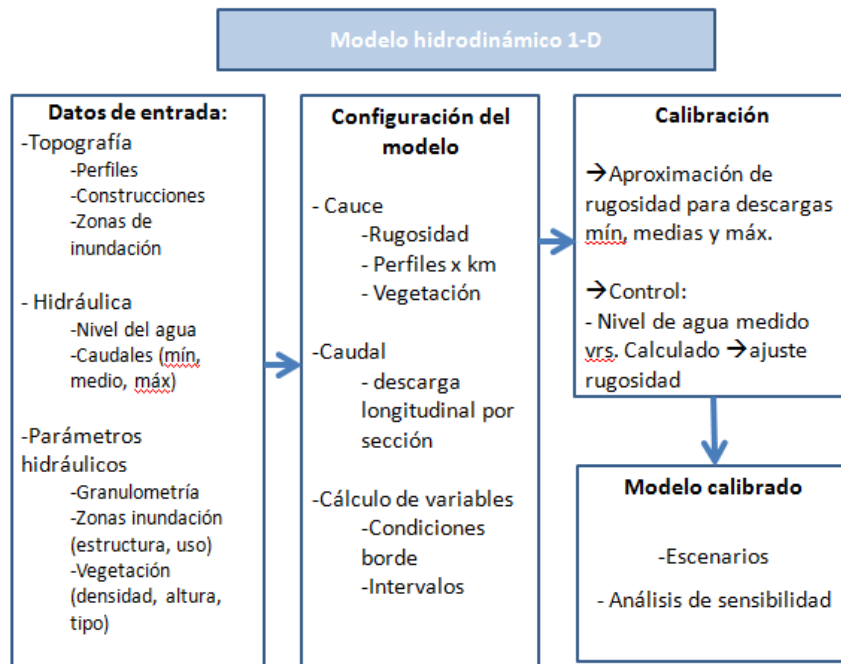 Modelo hidrodinámico 1-D
Datos de entrada:
-Topografía
-Perfiles
-Construcciones
-Zonas de
inundación
- Hidráulica
-Nivel del agua
-Caudales (mín,
medio, máx)
-Parámetros
hidráulicos
-Granulometría
-Zonas inundación
(estructura, uso)
-Vegetación
(densidad, altura,
tipo)
Configuración del
modelo
- Cauce
-Rugosidad
- Perfiles x km
- Vegetación
-Caudal
- descarga
longitudinal por
sección
-Cálculo de variables
-Condiciones
borde
-Intervalos
Calibración
→Aproximación de
rugosidad para descargas
mín, medias y máx.
→Control:
- Nivel de agua medido
vrs. Calculado →ajuste
rugosidad
Modelo calibrado
-Escenarios
- Análisis de sensibilidad